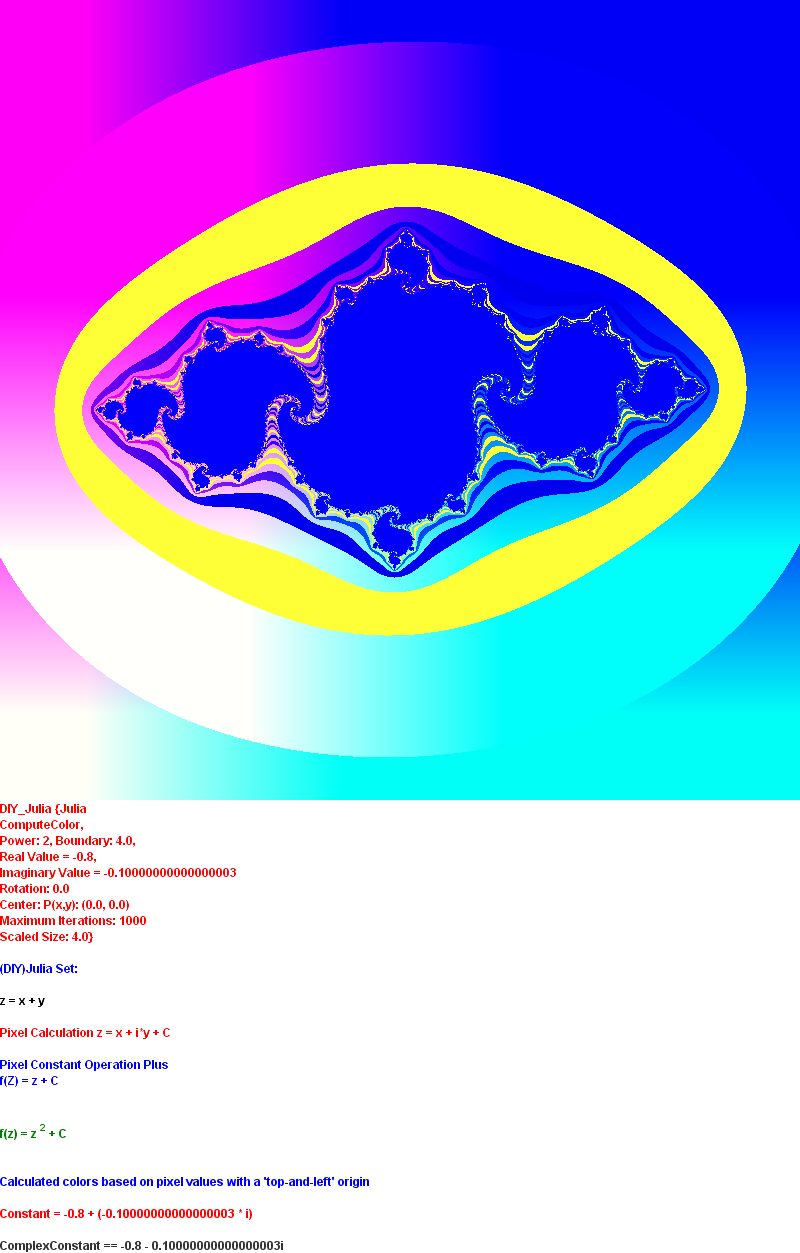 DIY_Julia {Julia
ComputeColor,
Power: 2, Boundary: 4.0,
Real Value = -0.8,
Imaginary Value = -0.10000000000000003
Rotation: 0.0
Center: P(x,y): (0.0, 0.0)
Maximum Iterations: 1000
Scaled Size: 4.0}
(DIY)Julia Set:
z = x + y
Pixel Calculation z = x + i*y + C
Pixel Constant Operation Plus
f(Z) = z + C
f(z) = z ² + C
Calculated colors based on pixel values with a 'top-and-left' origin
Constant = -0.8 + (-0.10000000000000003 * i)
ComplexConstant == -0.8 - 0.10000000000000003i